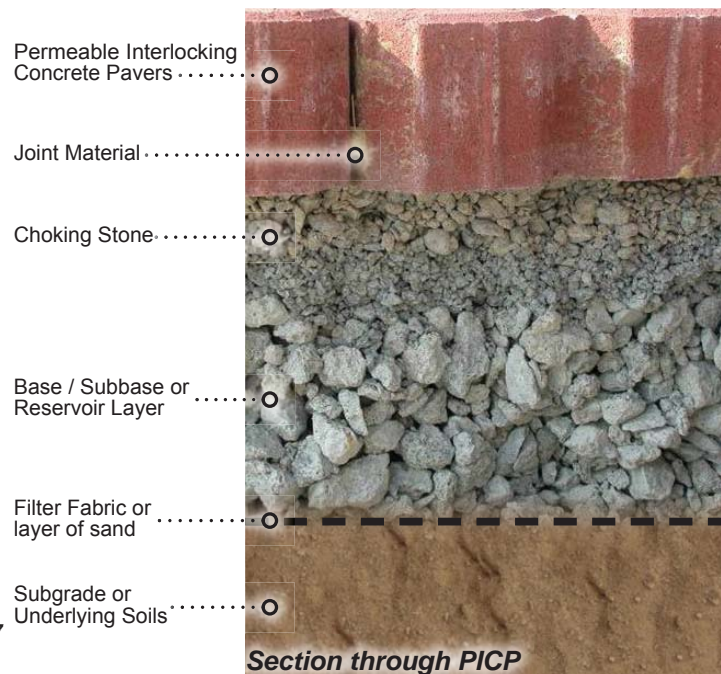 Permeable Interlocking
Concrete Pavers
Joint Material
Choking Stone
Base / Subbase or
Reservoir Layer
Filter Fabric or
layer of sand
Subgrade or
Underlying Soils
Section through PICP